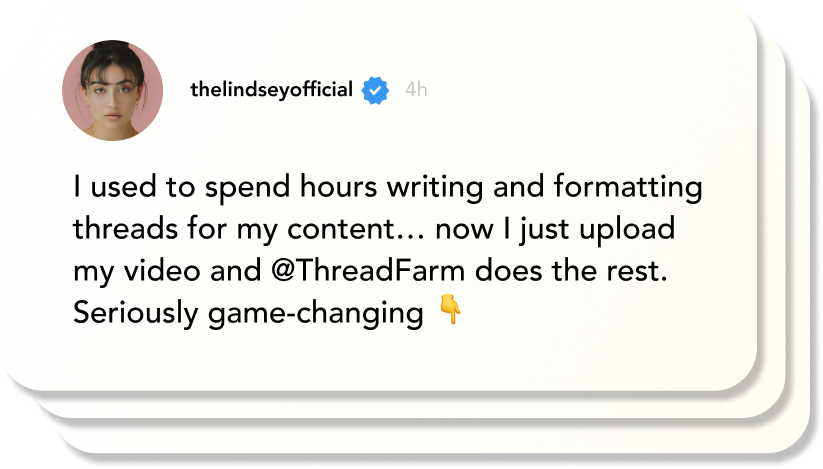 thelindseyofficial 4h
I used to spend hours writing and formatting
threads for my content… now I just upload
my video and @ThreadFarm does the rest.
Seriously game-changing 👇